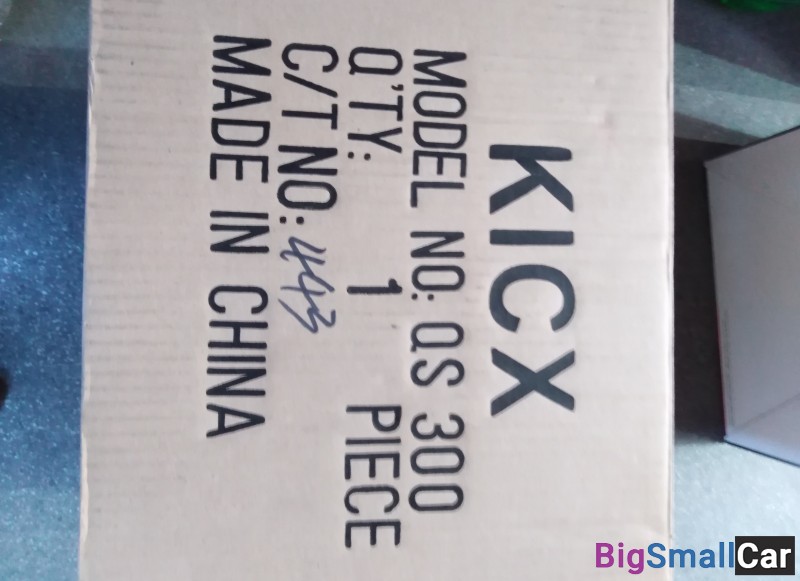 KICX
MODEL NO: QS 300
Q'TY: 1 PIECE
C/T NO: 443
MADE IN CHINA
BigSmallCar